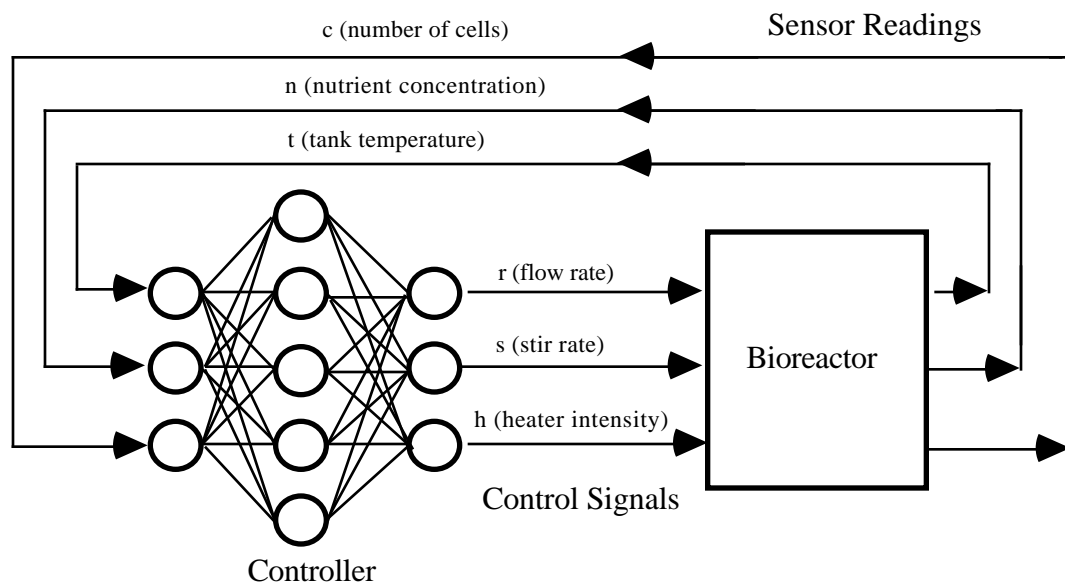 c (number of cells)
Sensor Readings
n (nutrient concentration)
t (tank temperature)
r (flow rate)
s (stir rate)
Bioreactor
h (heater intensity)
Control Signals
Controller